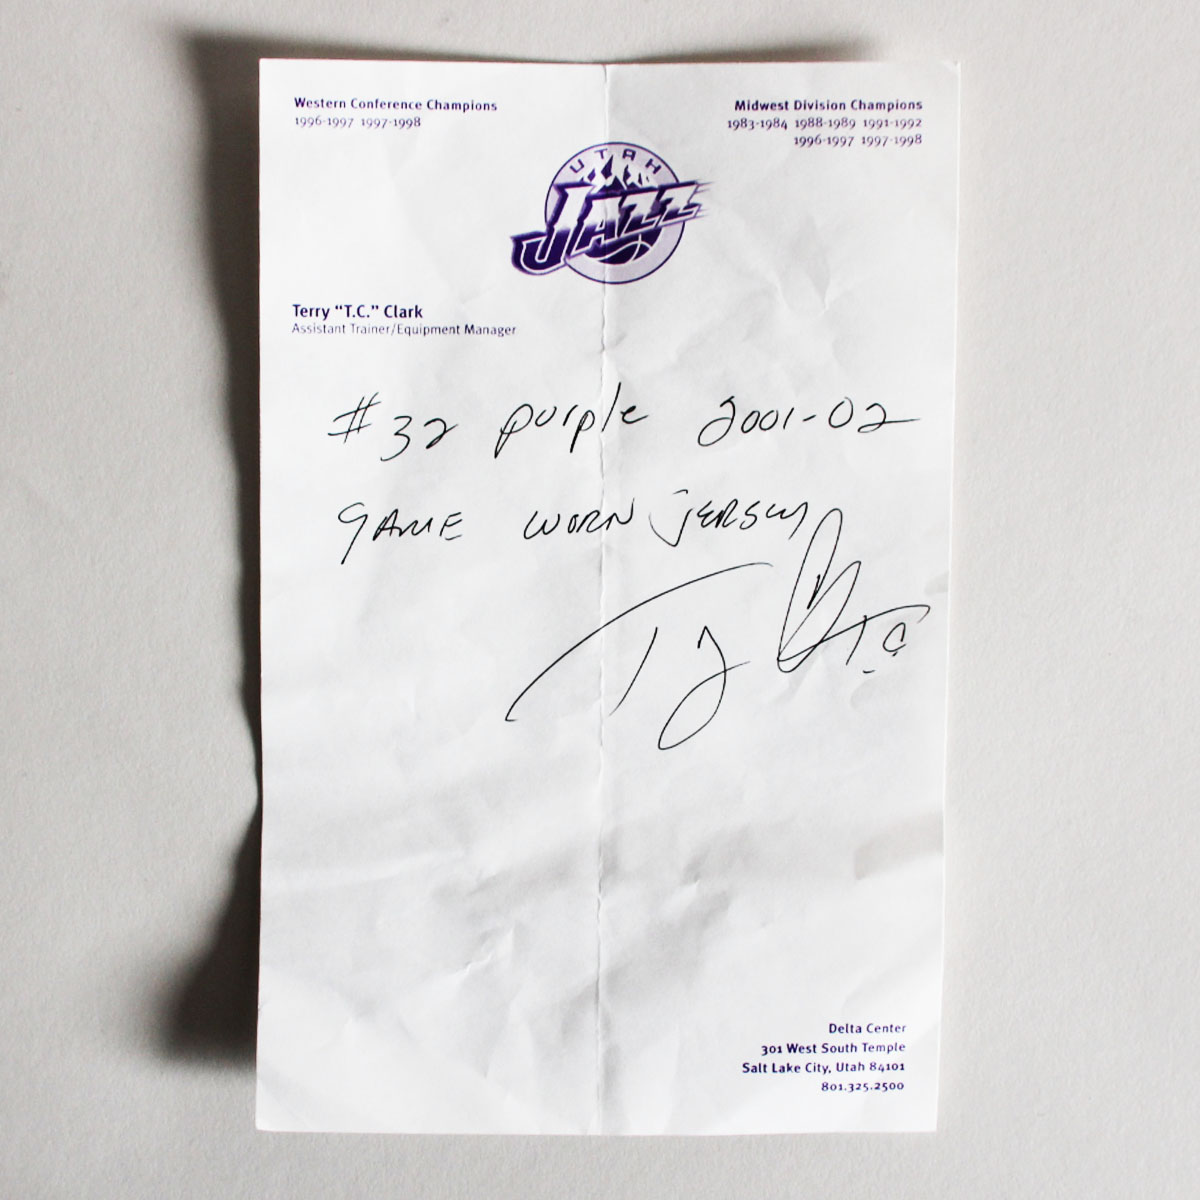 Western Conference Champions
1996-1997 1997-1998
Midwest Division Champions
1983-1984 1988-1989 1991-1992
1996-1997 1997-1998
UTAH
JAZZ
Terry "T.C." Clark
Assistant Trainer/Equipment Manager
#32 purple 2001-02
GAME WORN JERSEY
T.C.
Delta Center
301 West South Temple
Salt Lake City, Utah 84101
801.325.2500